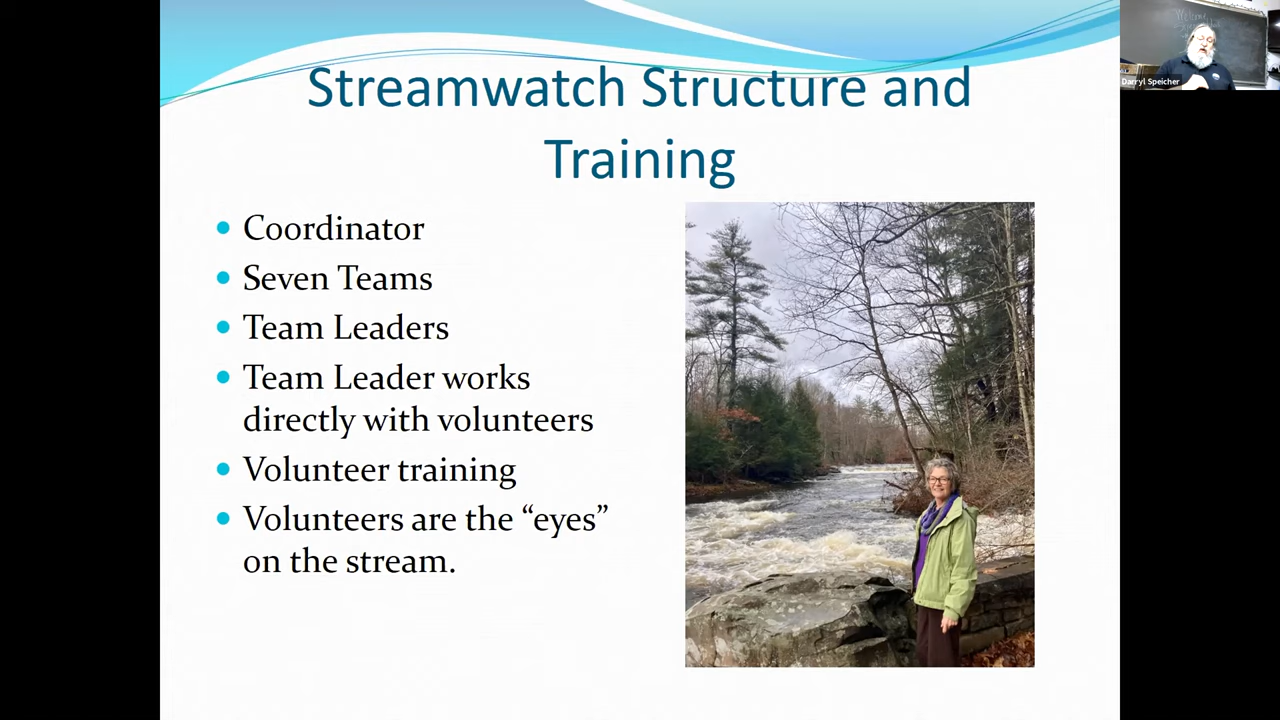 Streamwatch Structure and
Training
Coordinator
Seven Teams
Team Leaders
Team Leader works
directly with volunteers
Volunteer training
Volunteers are the “eyes”
on the stream.
Darryl Speicher